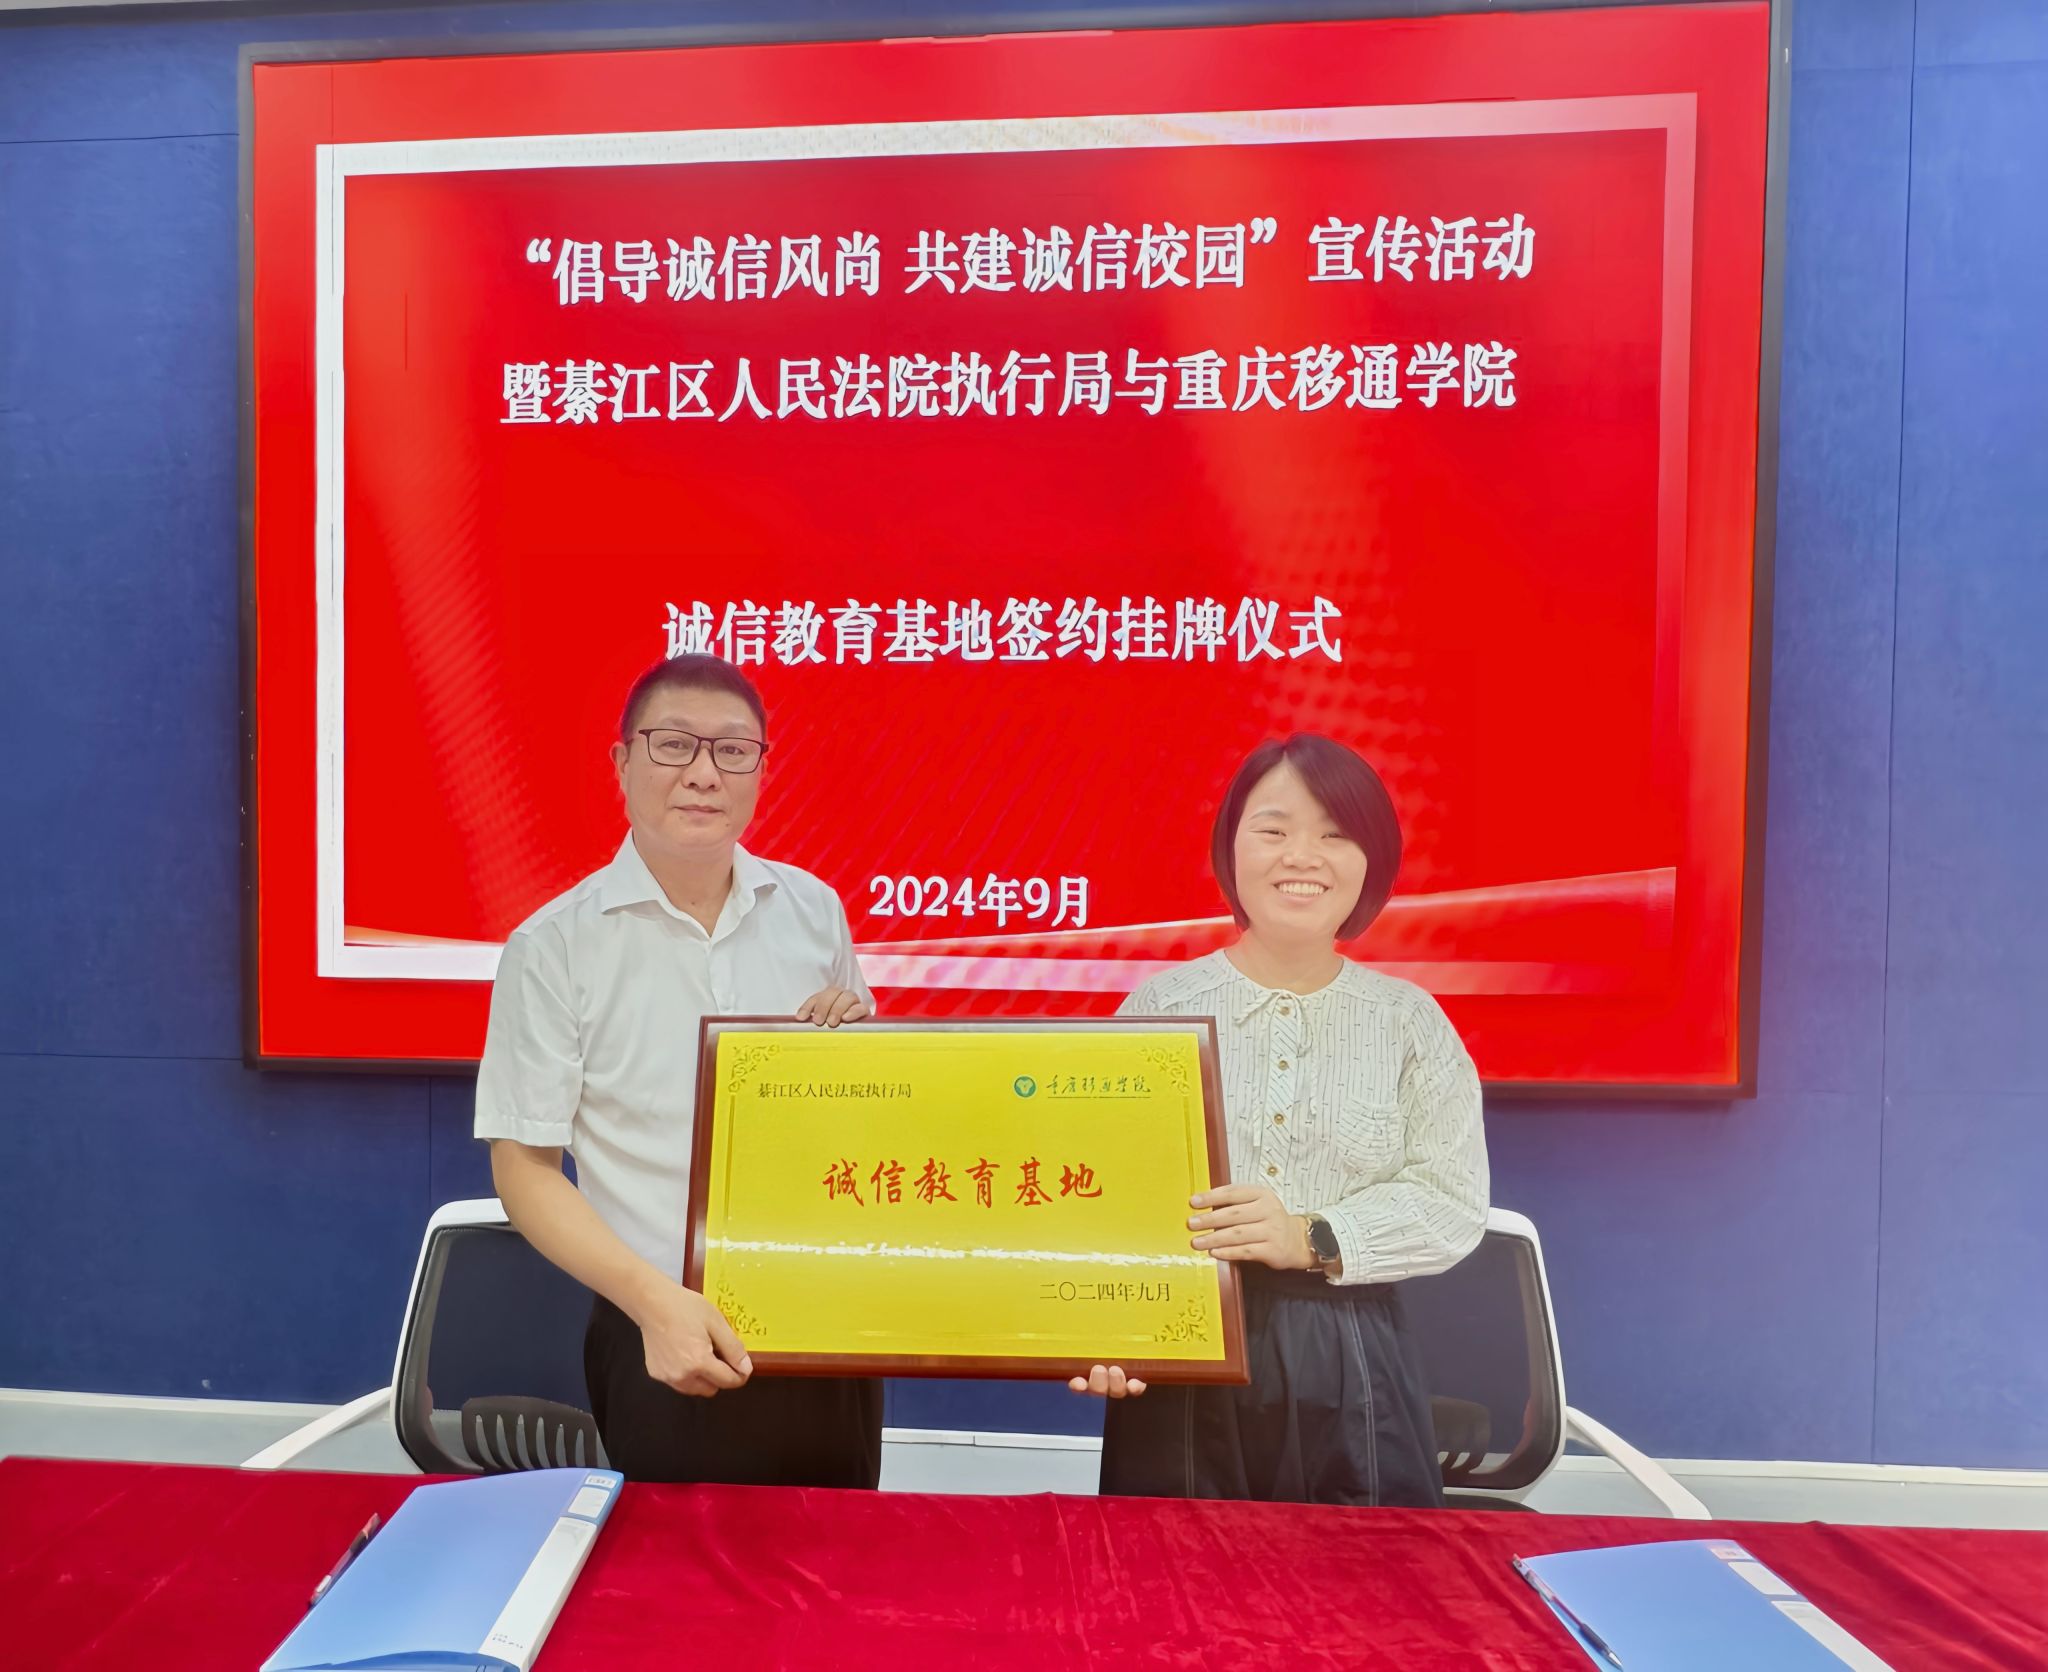 “倡导诚信风尚 共建诚信校园”宣传活动
暨綦江区人民法院执行局与重庆移通学院
诚信教育基地签约挂牌仪式
2024年9月
綦江区人民法院执行局
重庆移通学院
诚信教育基地
二〇二四年九月